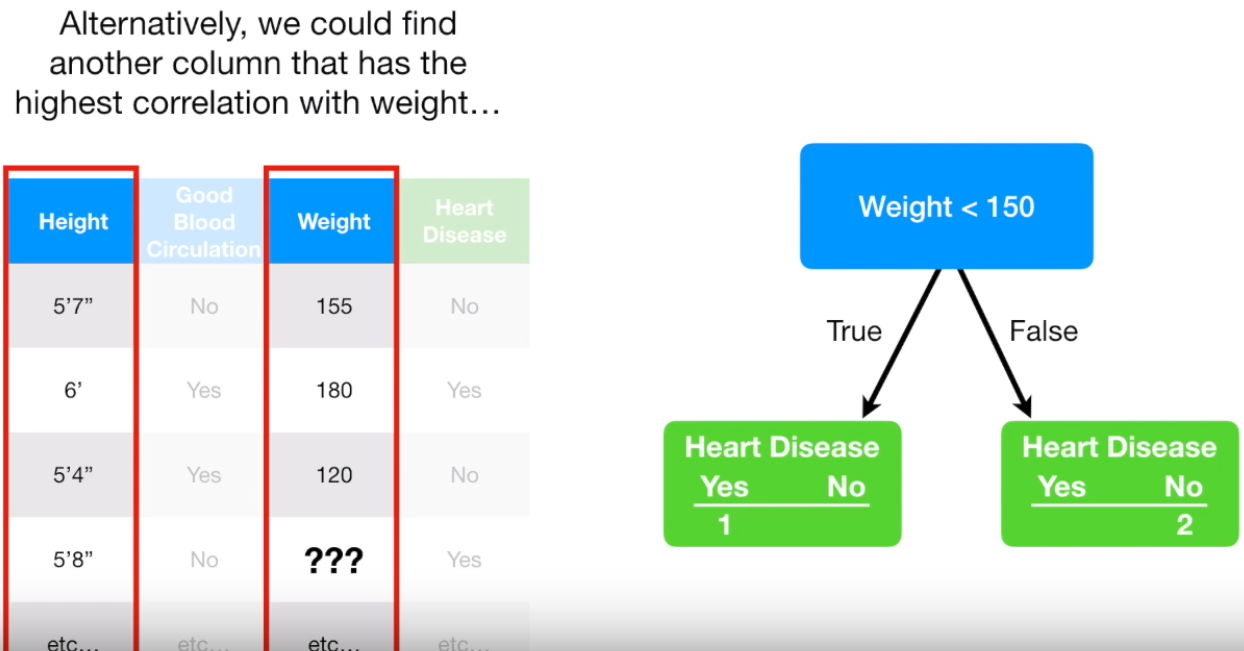 Alternatively, we could find
another column that has the
highest correlation with weight…
Height
Good
Blood
Circulation
Weight
Heart
Disease
5’7” No 155 No
6’ Yes 180 Yes
5’4” Yes 120 No
5’8” No ??? Yes
etc… etc… etc… etc…
Weight < 150
True False
Heart Disease
Yes No
1
Heart Disease
Yes No
2